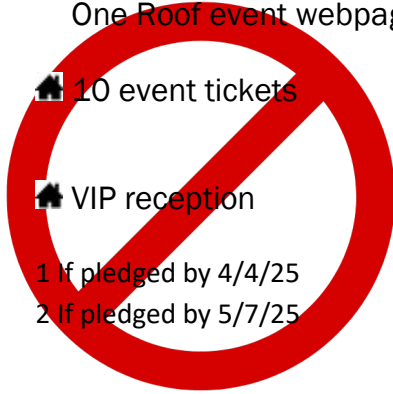 One Roof event webpag
10 event tickets
VIP reception
1 If pledged by 4/4/25
2 If pledged by 5/7/25